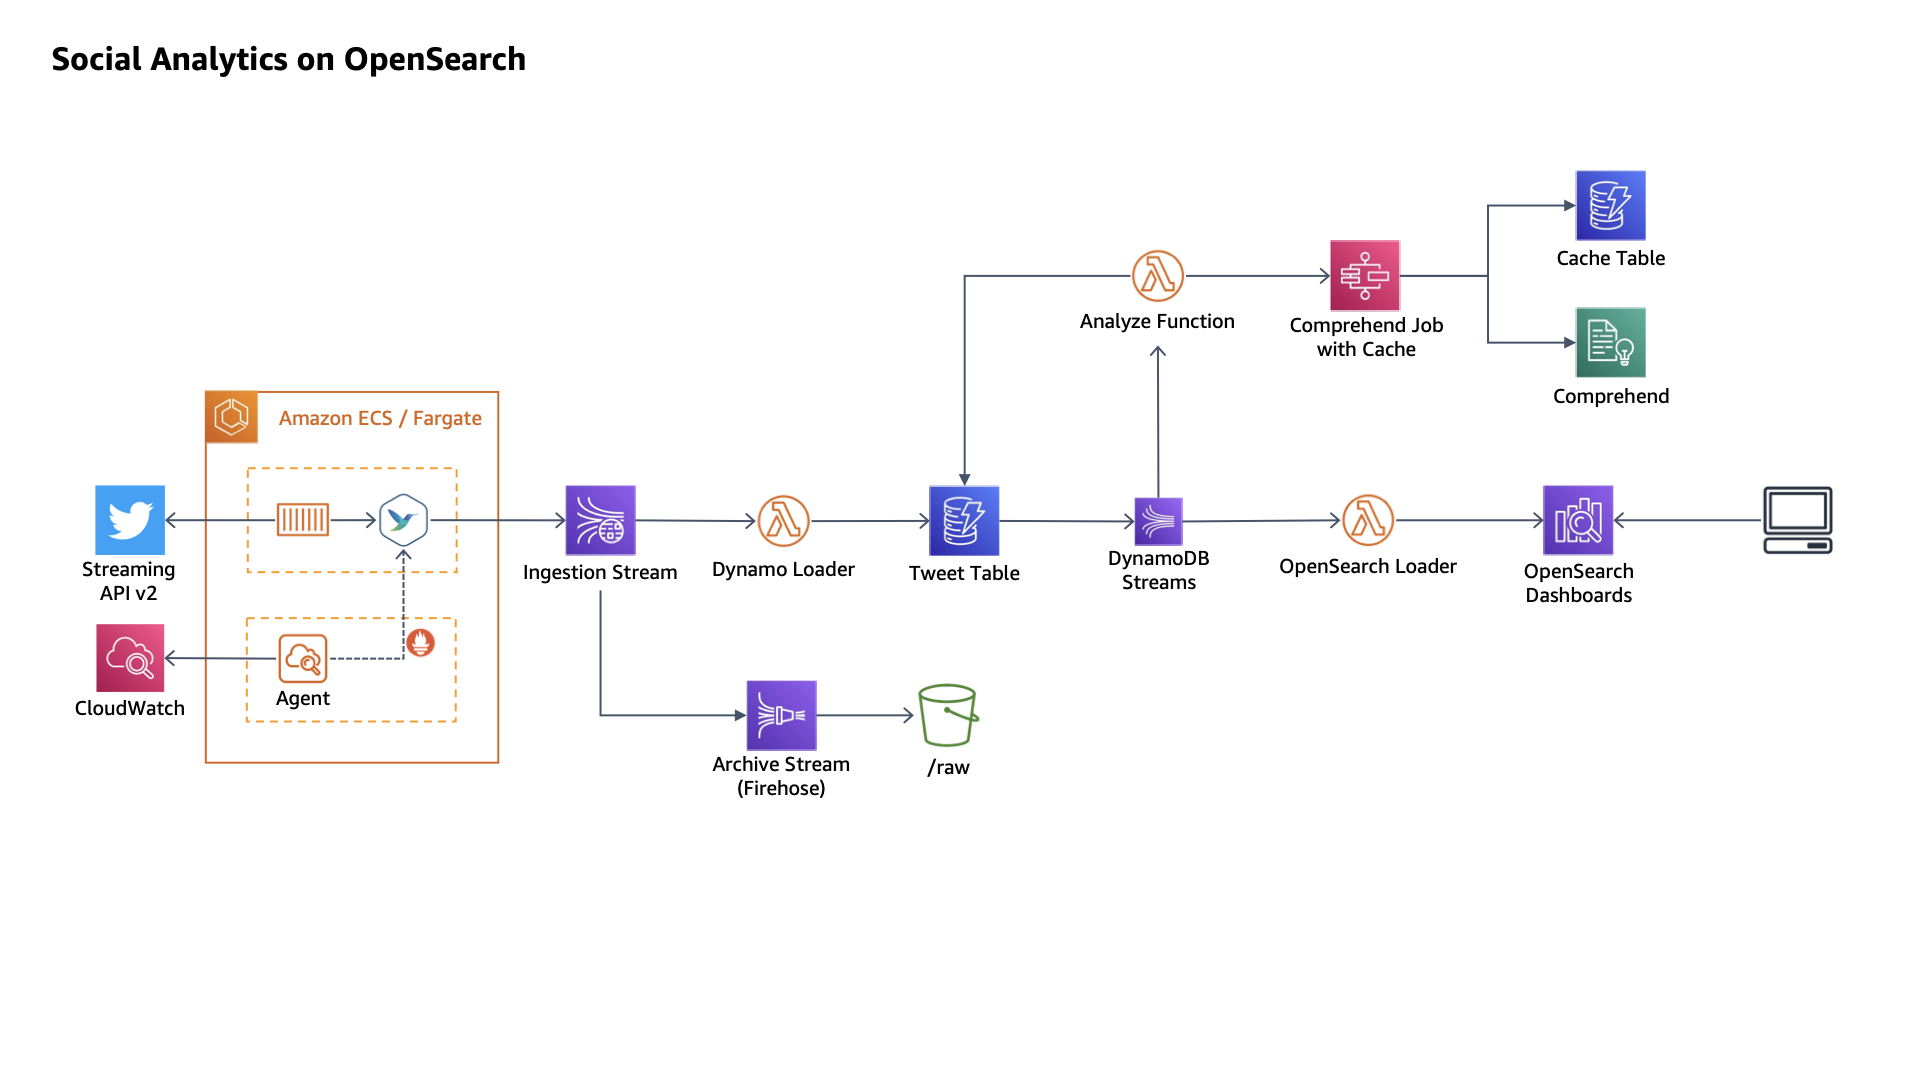 Social Analytics on OpenSearch
Cache Table
Analyze Function
Comprehend Job
with Cache
Comprehend
Amazon ECS / Fargate
Streaming
API v2
Ingestion Stream
Dynamo Loader
Tweet Table
DynamoDB
Streams
OpenSearch Loader
OpenSearch
Dashboards
CloudWatch
Agent
Archive Stream
(Firehose)
/raw